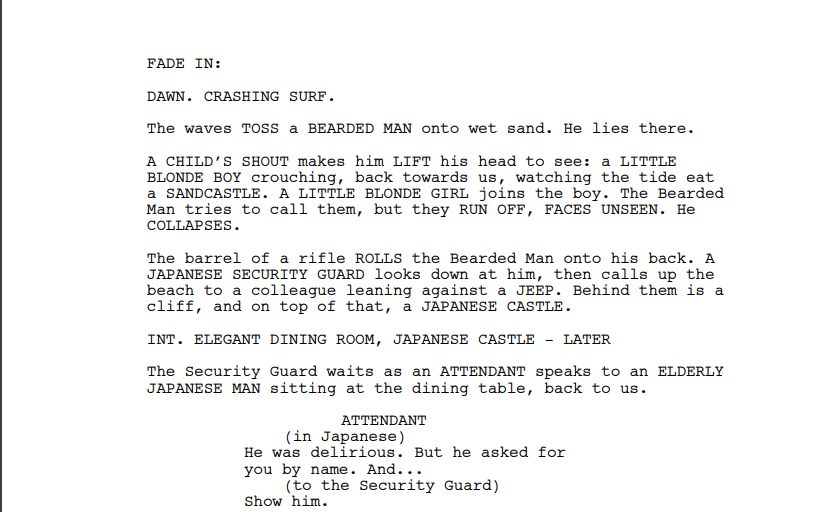 FADE IN:
DAWN. CRASHING SURF.
The waves TOSS a BEARDED MAN onto wet sand. He lies there.
A CHILD’S SHOUT makes him LIFT his head to see: a LITTLE
BLONDE BOY crouching, back towards us, watching the tide eat
a SANDCASTLE. A LITTLE BLONDE GIRL joins the boy. The Bearded
Man tries to call them, but they RUN OFF, FACES UNSEEN. He
COLLAPSES.
The barrel of a rifle ROLLS the Bearded Man onto his back. A
JAPANESE SECURITY GUARD looks down at him, then calls up the
beach to a colleague leaning against a JEEP. Behind them is a
cliff, and on top of that, a JAPANESE CASTLE.
INT. ELEGANT DINING ROOM, JAPANESE CASTLE - LATER
The Security Guard waits as an ATTENDANT speaks to an ELDERLY
JAPANESE MAN sitting at the dining table, back to us.
ATTENDANT
(in Japanese)
He was delirious. But he asked for
you by name. And...
(to the Security Guard)
Show him.